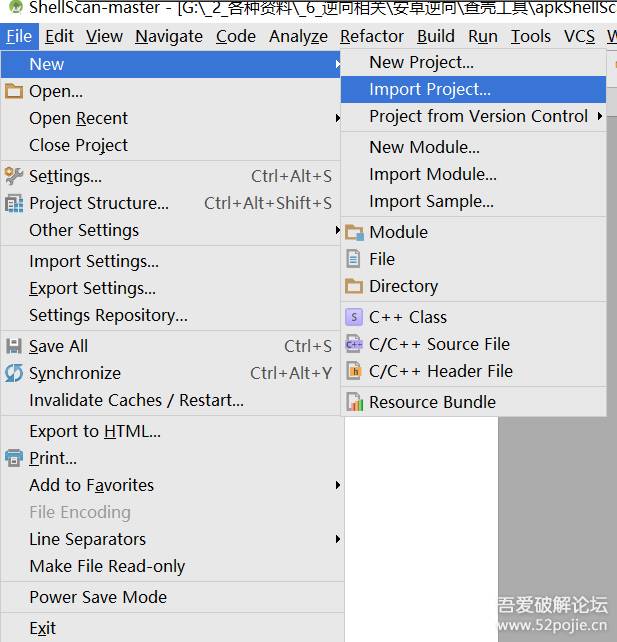 ShellScan-master - [G:\_2_各种资料\_6_逆向相关\安卓逆向\查壳工具\apkShellSc
File Edit View Navigate Code Analyze Refactor Build Run Tools VCS W
New
Open...
Open Recent
Close Project
Settings... Ctrl+Alt+S
Project Structure... Ctrl+Alt+Shift+S
Other Settings
Import Settings...
Export Settings...
Settings Repository...
Save All Ctrl+S
Synchronize Ctrl+Alt+Y
Invalidate Caches / Restart...
Export to HTML...
Print...
Add to Favorites
File Encoding
Line Separators
Make File Read-only
Power Save Mode
Exit
New Project...
Import Project...
Project from Version Control
New Module...
Import Module...
Import Sample...
Module
File
Directory
S C++ Class
C++ C/C++ Source File
h C/C++ Header File
Resource Bundle
吾爱破解论坛
www.52pojie.cn